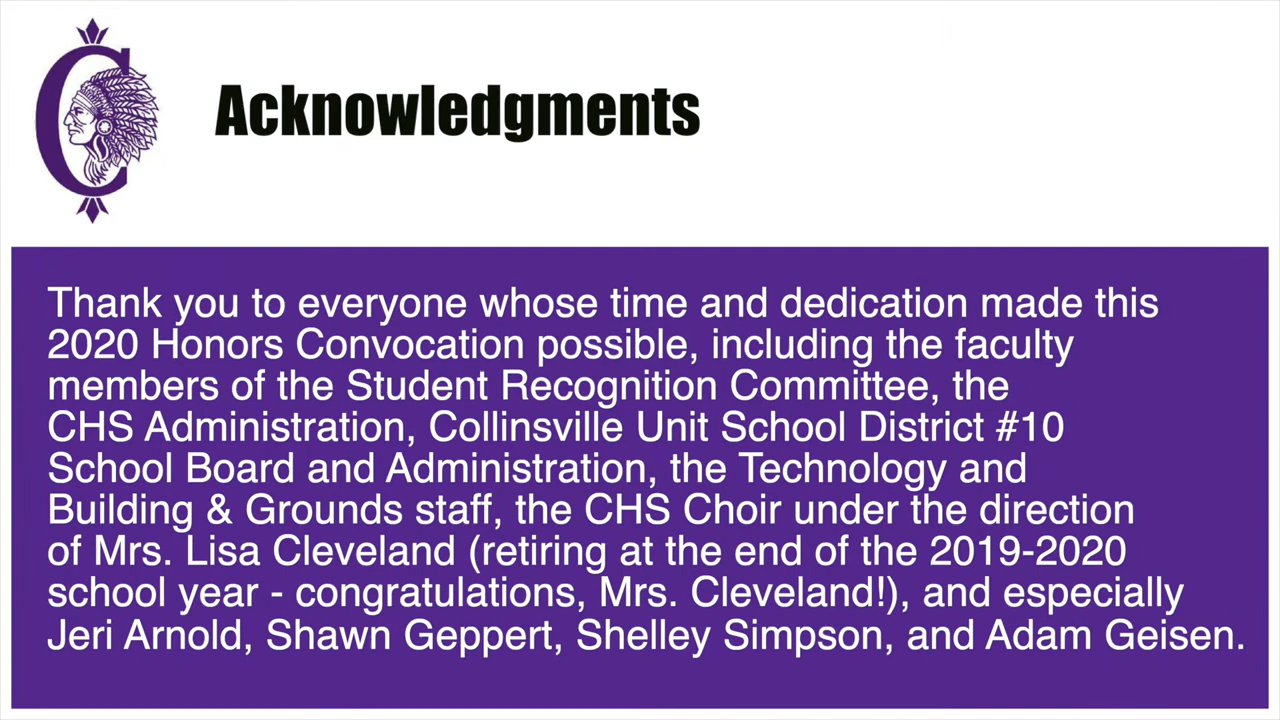 Acknowledgments
Thank you to everyone whose time and dedication made this
2020 Honors Convocation possible, including the faculty
members of the Student Recognition Committee, the
CHS Administration, Collinsville Unit School District #10
School Board and Administration, the Technology and
Building & Grounds staff, the CHS Choir under the direction
of Mrs. Lisa Cleveland (retiring at the end of the 2019-2020
school year - congratulations, Mrs. Cleveland!), and especially
Jeri Arnold, Shawn Geppert, Shelley Simpson, and Adam Geisen.